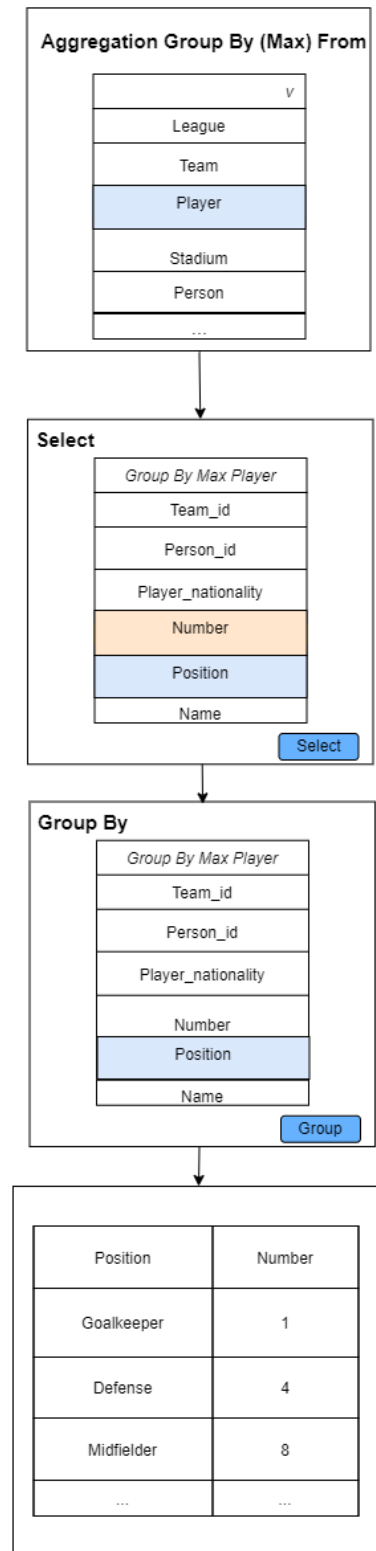 Aggregation Group By (Max) From
v
League
Team
Player
Stadium
Person
...
Select
Group By Max Player
Team_id
Person_id
Player_nationality
Number
Position
Name
Select
Group By
Group By Max Player
Team_id
Person_id
Player_nationality
Number
Position
Name
Group
Position Number
Goalkeeper 1
Defense 4
Midfielder 8
... ...